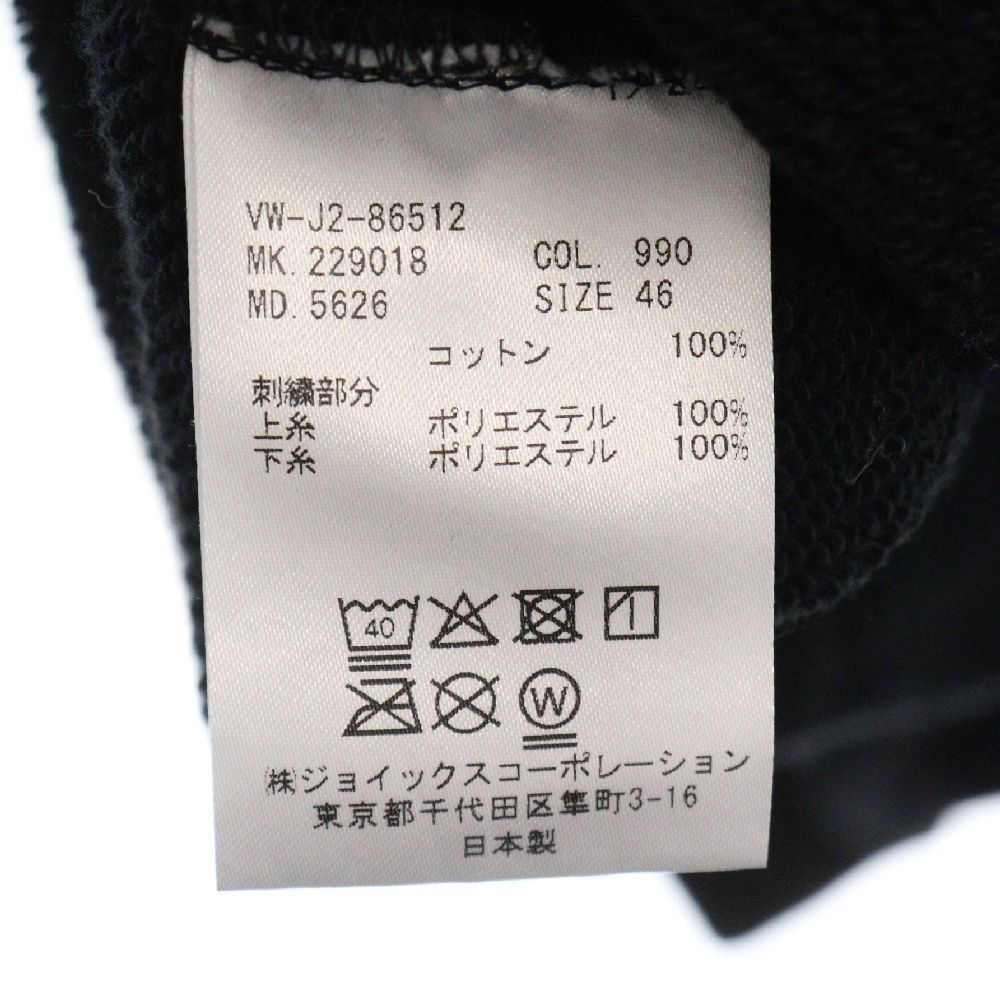 VW-J2-86512
MK. 229018 COL. 990
MD. 5626 SIZE 46
コットン 100%
刺繍部分
上糸 ポリエステル 100%
下糸 ポリエステル 100%
40
W
㈱ジョイックスコーポレーション
東京都千代田区隼町3-16
日本製